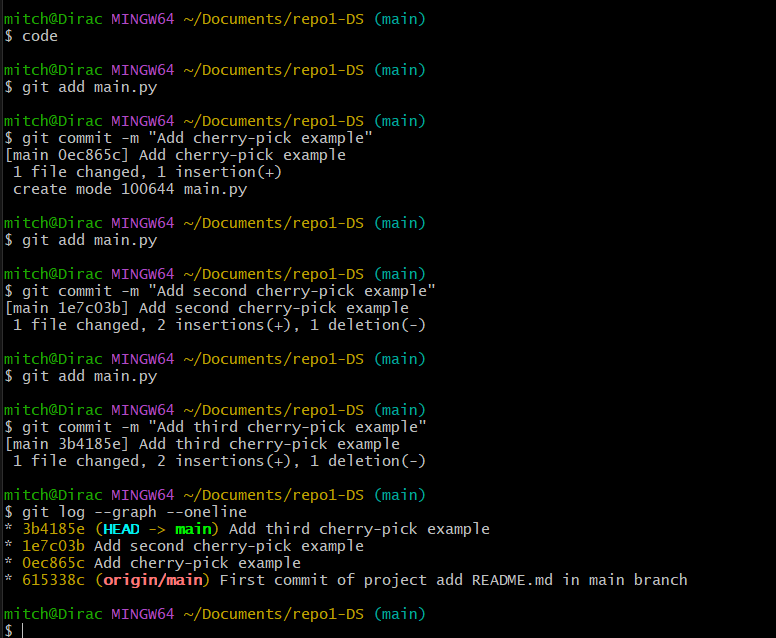 mitch@Dirac MINGW64 ~/Documents/repo1-DS (main)
$ code
mitch@Dirac MINGW64 ~/Documents/repo1-DS (main)
$ git add main.py
mitch@Dirac MINGW64 ~/Documents/repo1-DS (main)
$ git commit -m "Add cherry-pick example"
[main 0ec865c] Add cherry-pick example
 1 file changed, 1 insertion(+)
 create mode 100644 main.py
mitch@Dirac MINGW64 ~/Documents/repo1-DS (main)
$ git add main.py
mitch@Dirac MINGW64 ~/Documents/repo1-DS (main)
$ git commit -m "Add second cherry-pick example"
[main 1e7c03b] Add second cherry-pick example
 1 file changed, 2 insertions(+), 1 deletion(-)
mitch@Dirac MINGW64 ~/Documents/repo1-DS (main)
$ git add main.py
mitch@Dirac MINGW64 ~/Documents/repo1-DS (main)
$ git commit -m "Add third cherry-pick example"
[main 3b4185e] Add third cherry-pick example
 1 file changed, 2 insertions(+), 1 deletion(-)
mitch@Dirac MINGW64 ~/Documents/repo1-DS (main)
$ git log --graph --oneline
* 3b4185e (HEAD -> main) Add third cherry-pick example
* 1e7c03b Add second cherry-pick example
* 0ec865c Add cherry-pick example
* 615338c (origin/main) First commit of project add README.md in main branch
mitch@Dirac MINGW64 ~/Documents/repo1-DS (main)
$